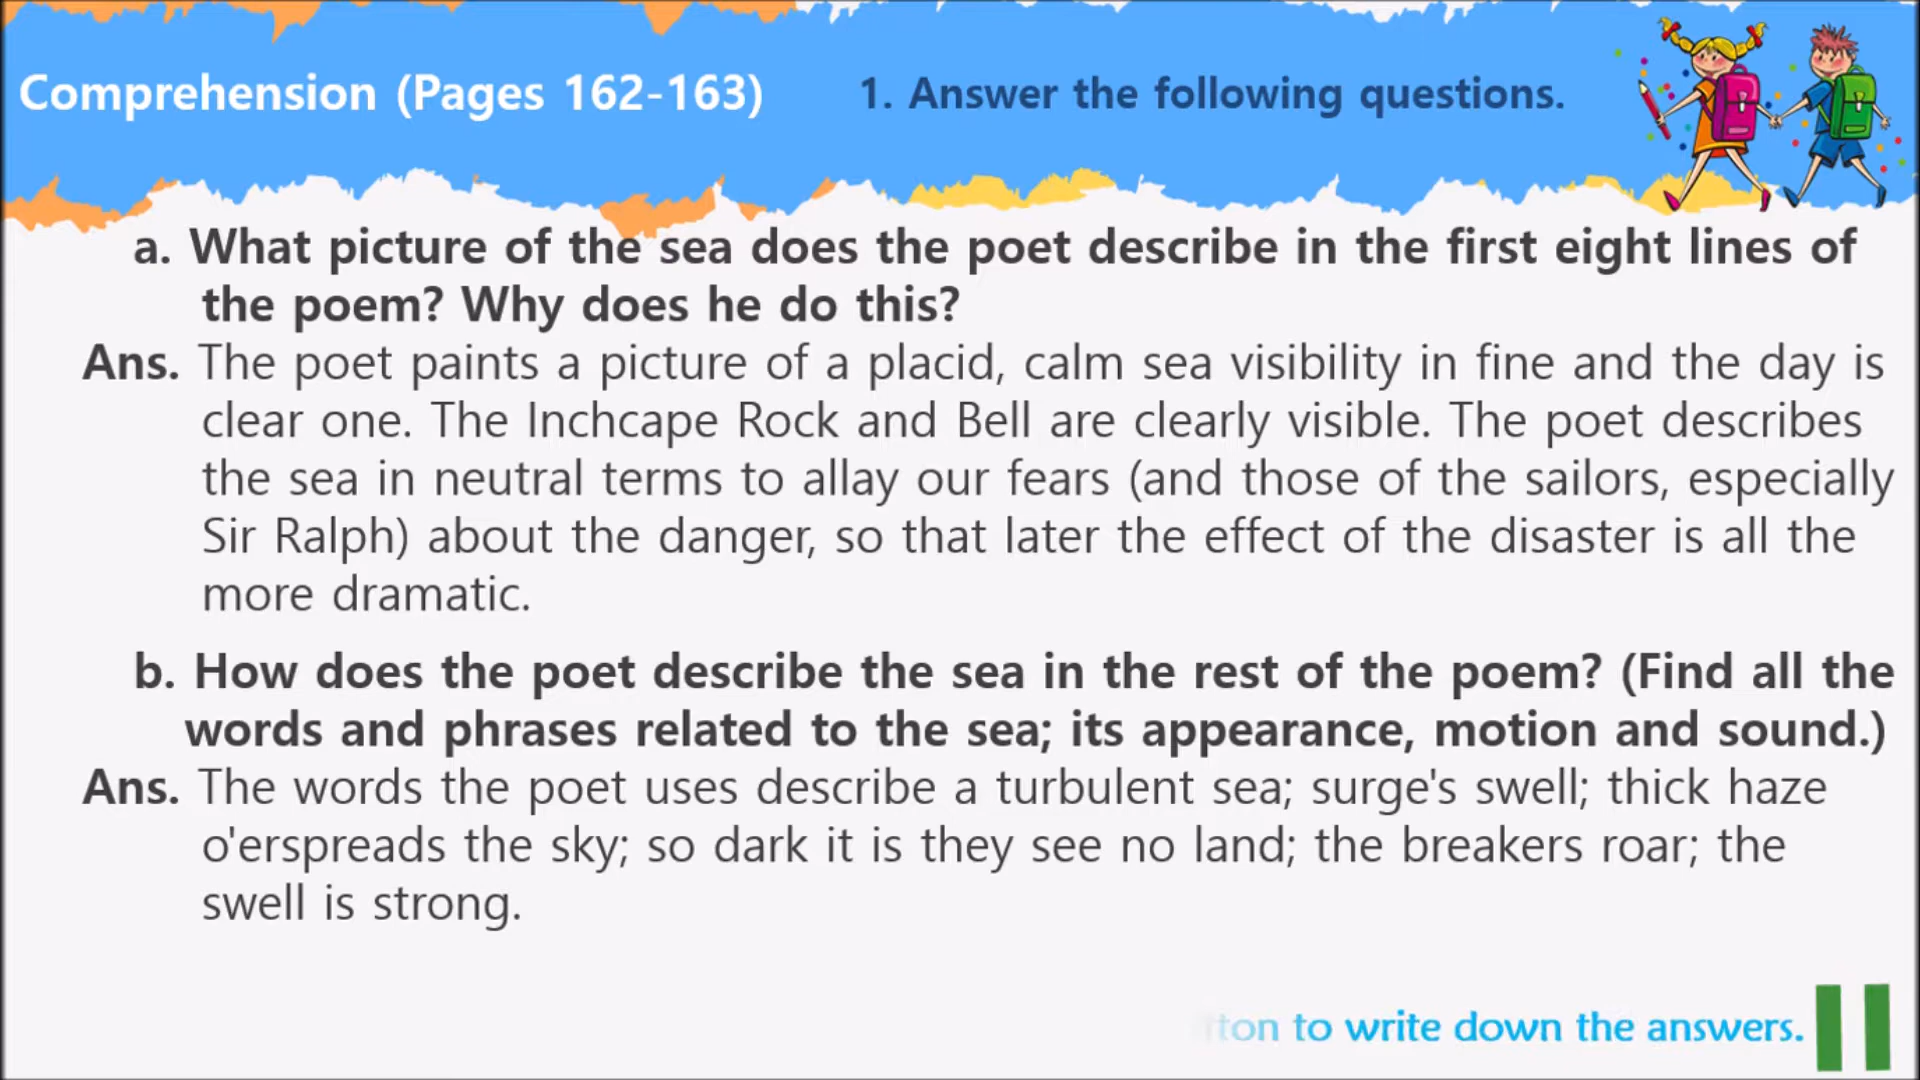 Comprehension (Pages 162-163)
1. Answer the following questions.
a. What picture of the sea does the poet describe in the first eight lines of
the poem? Why does he do this?
Ans. The poet paints a picture of a placid, calm sea visibility in fine and the day is
clear one. The Inchcape Rock and Bell are clearly visible. The poet describes
the sea in neutral terms to allay our fears (and those of the sailors, especially
Sir Ralph) about the danger, so that later the effect of the disaster is all the
more dramatic.
b. How does the poet describe the sea in the rest of the poem? (Find all the
words and phrases related to the sea; its appearance, motion and sound.)
Ans. The words the poet uses describe a turbulent sea; surge's swell; thick haze
o'erspreads the sky; so dark it is they see no land; the breakers roar; the
swell is strong.
to write down the answers.